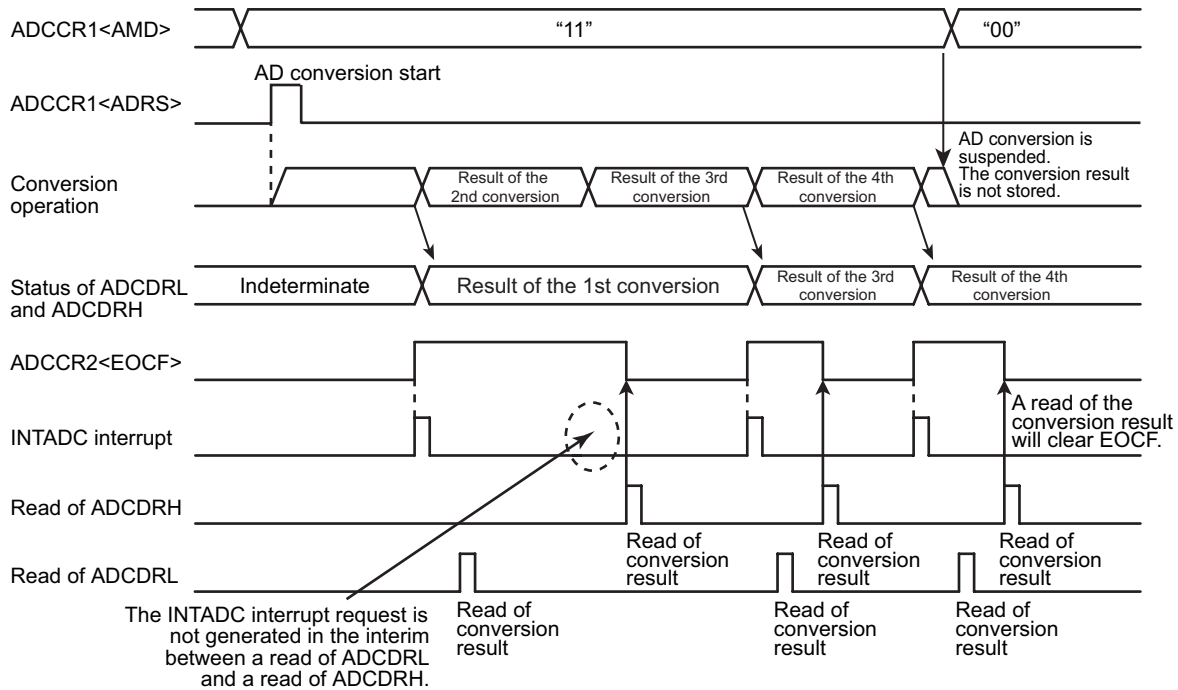 ADCCR1<AMD>
“11”
“00”
AD conversion start
ADCCR1<ADRS>
AD conversion is
suspended.
The conversion result
is not stored.
Conversion
operation
Result of the
2nd conversion
Result of the 3rd
conversion
Result of the 4th
conversion
Status of ADCDRL
and ADCDRH
Indeterminate
Result of the 1st conversion
Result of the 3rd
conversion
Result of the 4th
conversion
ADCCR2<EOCF>
A read of the
conversion result
will clear EOCF.
INTADC interrupt
Read of ADCDRH
Read of
conversion
result
Read of
conversion
result
Read of
conversion
result
Read of ADCDRL
Read of
conversion
result
Read of
conversion
result
Read of
conversion
result
The INTADC interrupt request is
not generated in the interim
between a read of ADCDRL
and a read of ADCDRH.